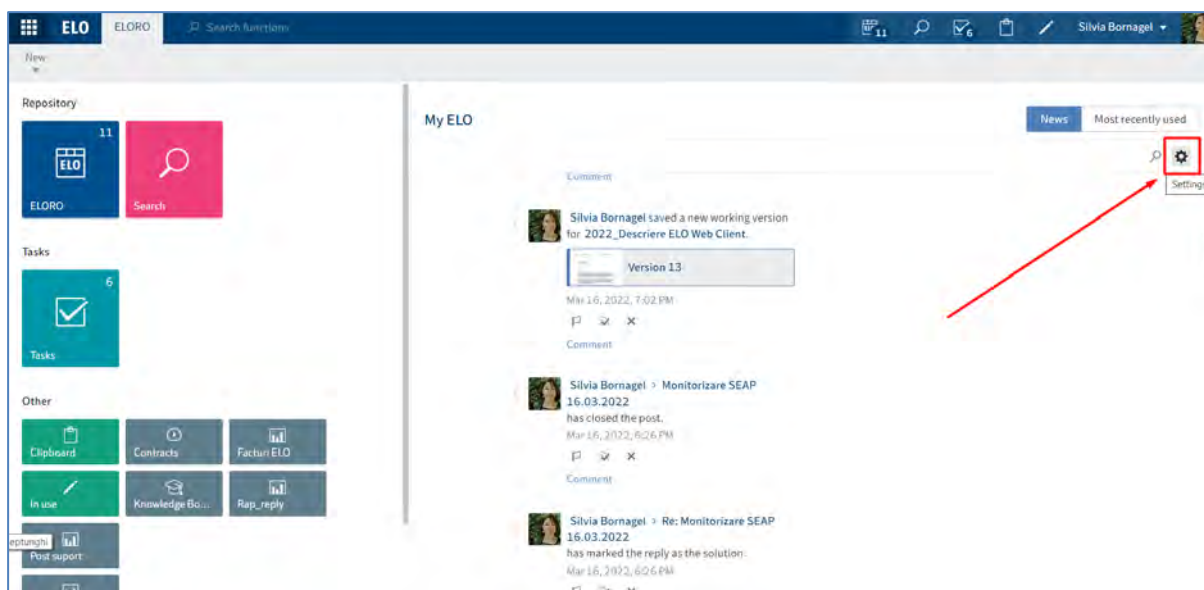 ELO
ELORO
Search functions
11
6
Silvia Bornagel
New
Repository
11
ELO
ELORO
Search
Tasks
6
Tasks
Other
Clipboard
Contracts
Facturi ELO
In use
Knowledge Bo...
Rap_reply
eptunghi
Post suport
My ELO
News
Most recently used
Settings
Comment
Silvia Bornagel saved a new working version
for 2022_Descriere ELO Web Client.
Version 13
Mar 16, 2022, 7:02 PM
Comment
Silvia Bornagel > Monitorizare SEAP
16.03.2022
has closed the post.
Mar 16, 2022, 6:26 PM
Comment
Silvia Bornagel > Re: Monitorizare SEAP
16.03.2022
has marked the reply as the solution.
Mar 16, 2022, 6:26 PM